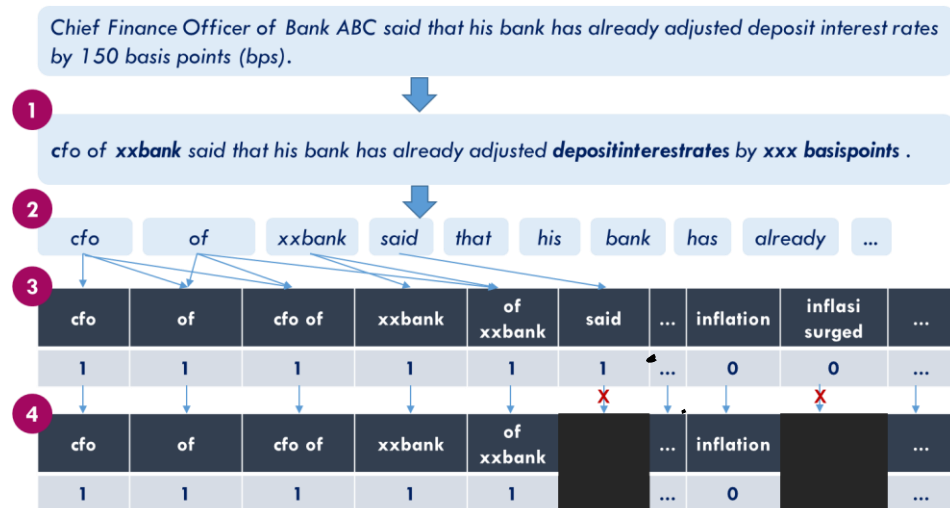 Chief Finance Officer of Bank ABC said that his bank has already adjusted deposit interest rates
by 150 basis points (bps).
1
cfo of xxbank said that his bank has already adjusted depositinterestrates by xxx basispoints .
2
cfo of xxbank said that his bank has already ...
3
cfo of cfo of xxbank of xxbank said ... inflation inflasi surged ...
1 1 1 1 1 1 ... 0 0 ...
X X
4
cfo of cfo of xxbank of xxbank ... inflation ...
1 1 1 1 1 ... 0 ...